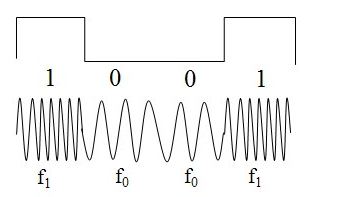 1 0 0 1
f₁ f₀ f₀ f₁